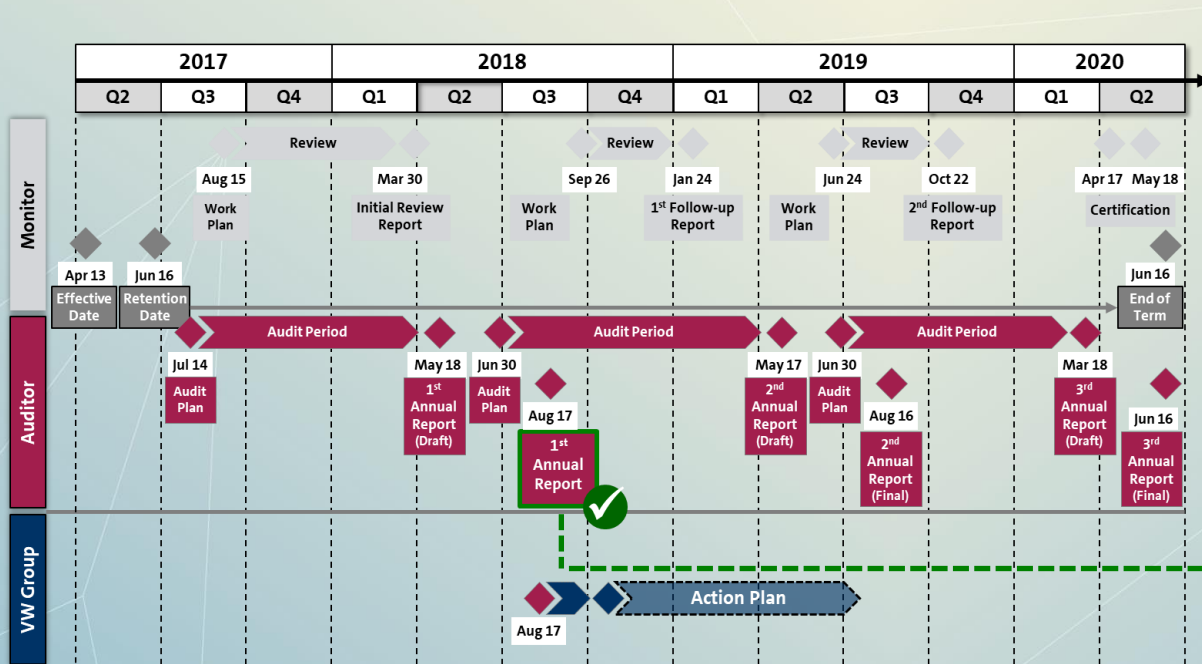 2017 2018 2019 2020
Q2 Q3 Q4 Q1 Q2 Q3 Q4 Q1 Q2 Q3 Q4 Q1 Q2
Monitor
Review Review Review
Aug 15 Mar 30 Sep 26 Jan 24 Jun 24 Oct 22 Apr 17 May 18
Work
Plan
Initial Review
Report
Work
Plan
1st Follow-up
Report
Work
Plan
2nd Follow-up
Report
Certification
Apr 13 Jun 16 Jun 16
Effective
Date
Retention
Date
End of
Term
Auditor
Audit Period Audit Period Audit Period
Jul 14 May 18 Jun 30 May 17 Jun 30 Mar 18
Audit
Plan
1st
Annual
Report
(Draft)
Audit
Plan
Aug 17
1st
Annual
Report
2nd
Annual
Report
(Draft)
Audit
Plan
Aug 16
2nd
Annual
Report
(Final)
3rd
Annual
Report
(Draft)
Jun 16
3rd
Annual
Report
(Final)
VW Group
Action Plan
Aug 17